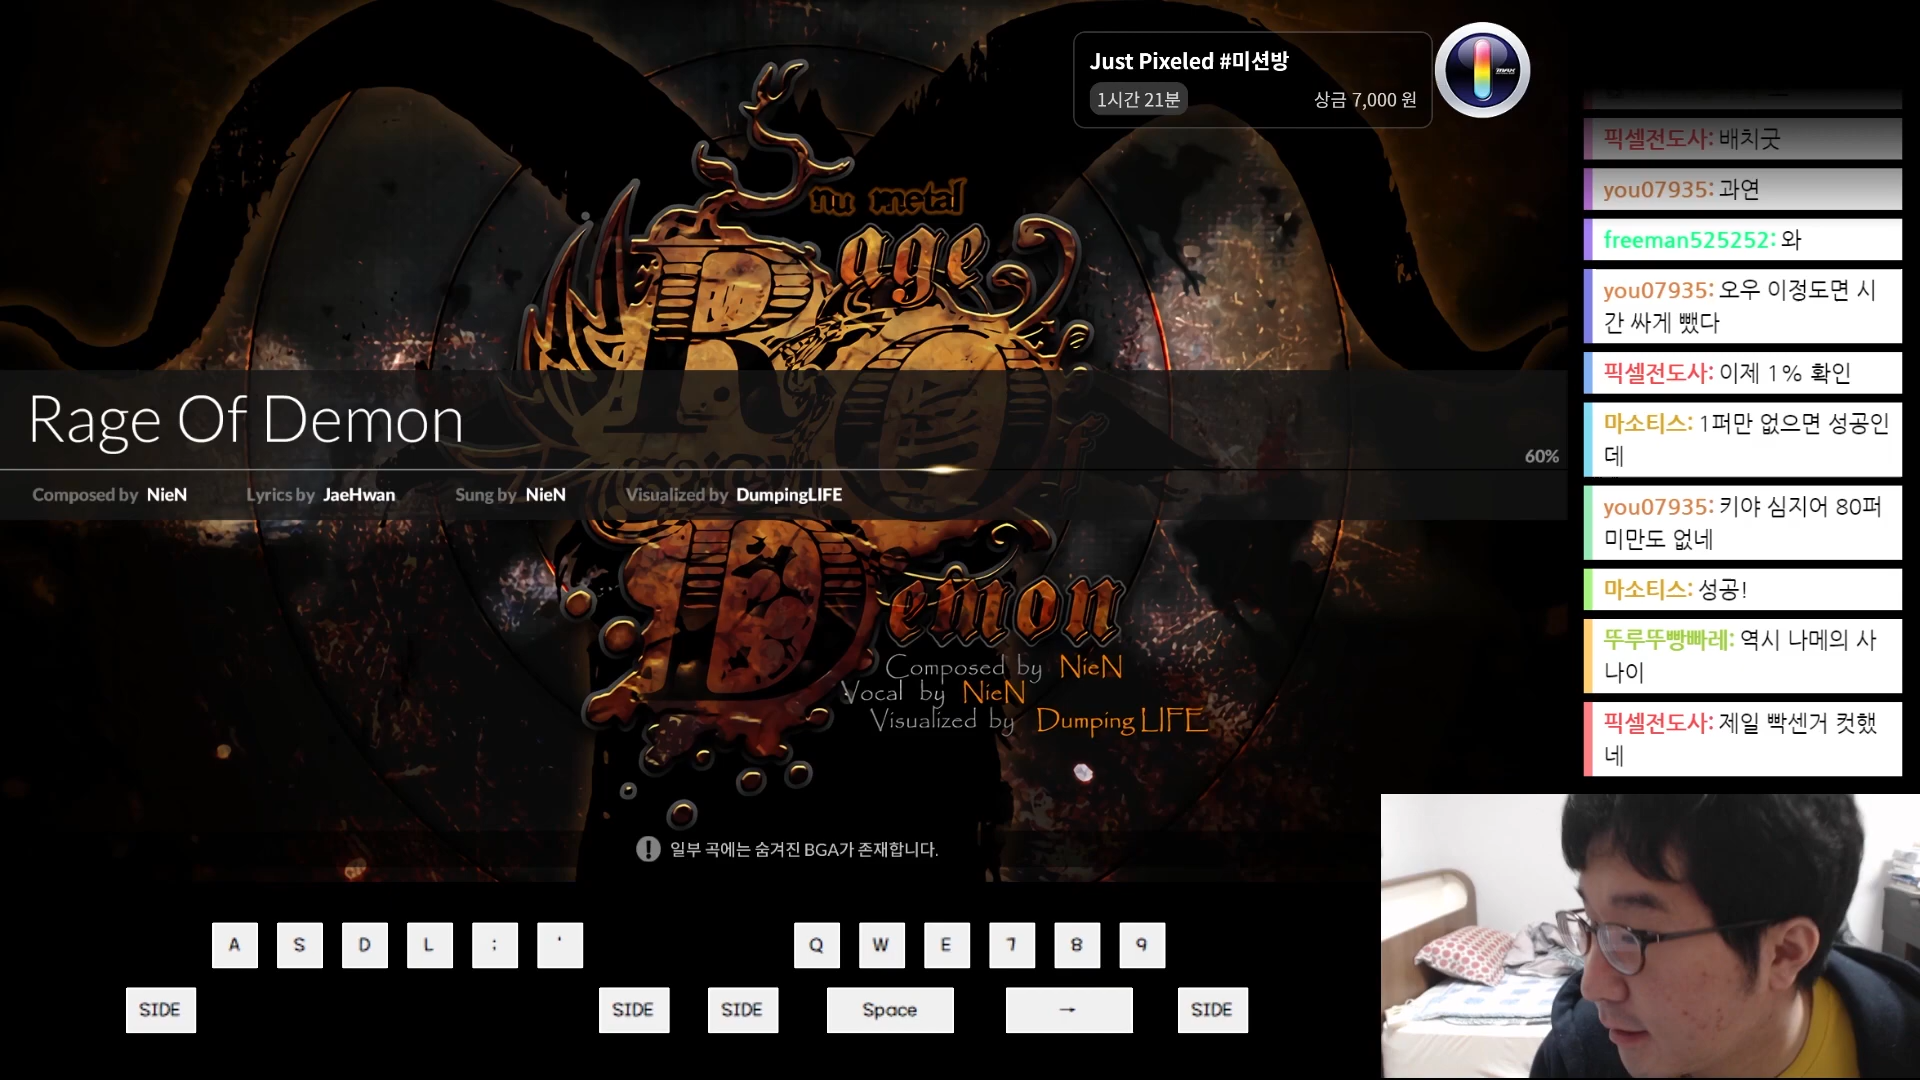 Just Pixeled #미션방
1시간 21분
상금 7,000 원
nu metal
Rage
Of
Demon
Composed by NieN
Vocal by NieN
Visualized by Dumping LIFE
Rage Of Demon
60%
Composed by NieN Lyrics by JaeHwan Sung by NieN Visualized by DumpingLIFE
일부 곡에는 숨겨진 BGA가 존재합니다.
A S D L ; '
Q W E 7 8 9
SIDE SIDE SIDE Space → SIDE
픽셀전도사: 배치굿
you07935: 과연
freeman525252: 와
you07935: 오우 이정도면 시
간 싸게 뺐다
픽셀전도사: 이제 1% 확인
마소티스: 1퍼만 없으면 성공인
데
you07935: 키야 심지어 80퍼
미만도 없네
마소티스: 성공!
뚜루뚜빵빠레: 역시 나메의 사
나이
픽셀전도사: 제일 빡센거 컷했
네